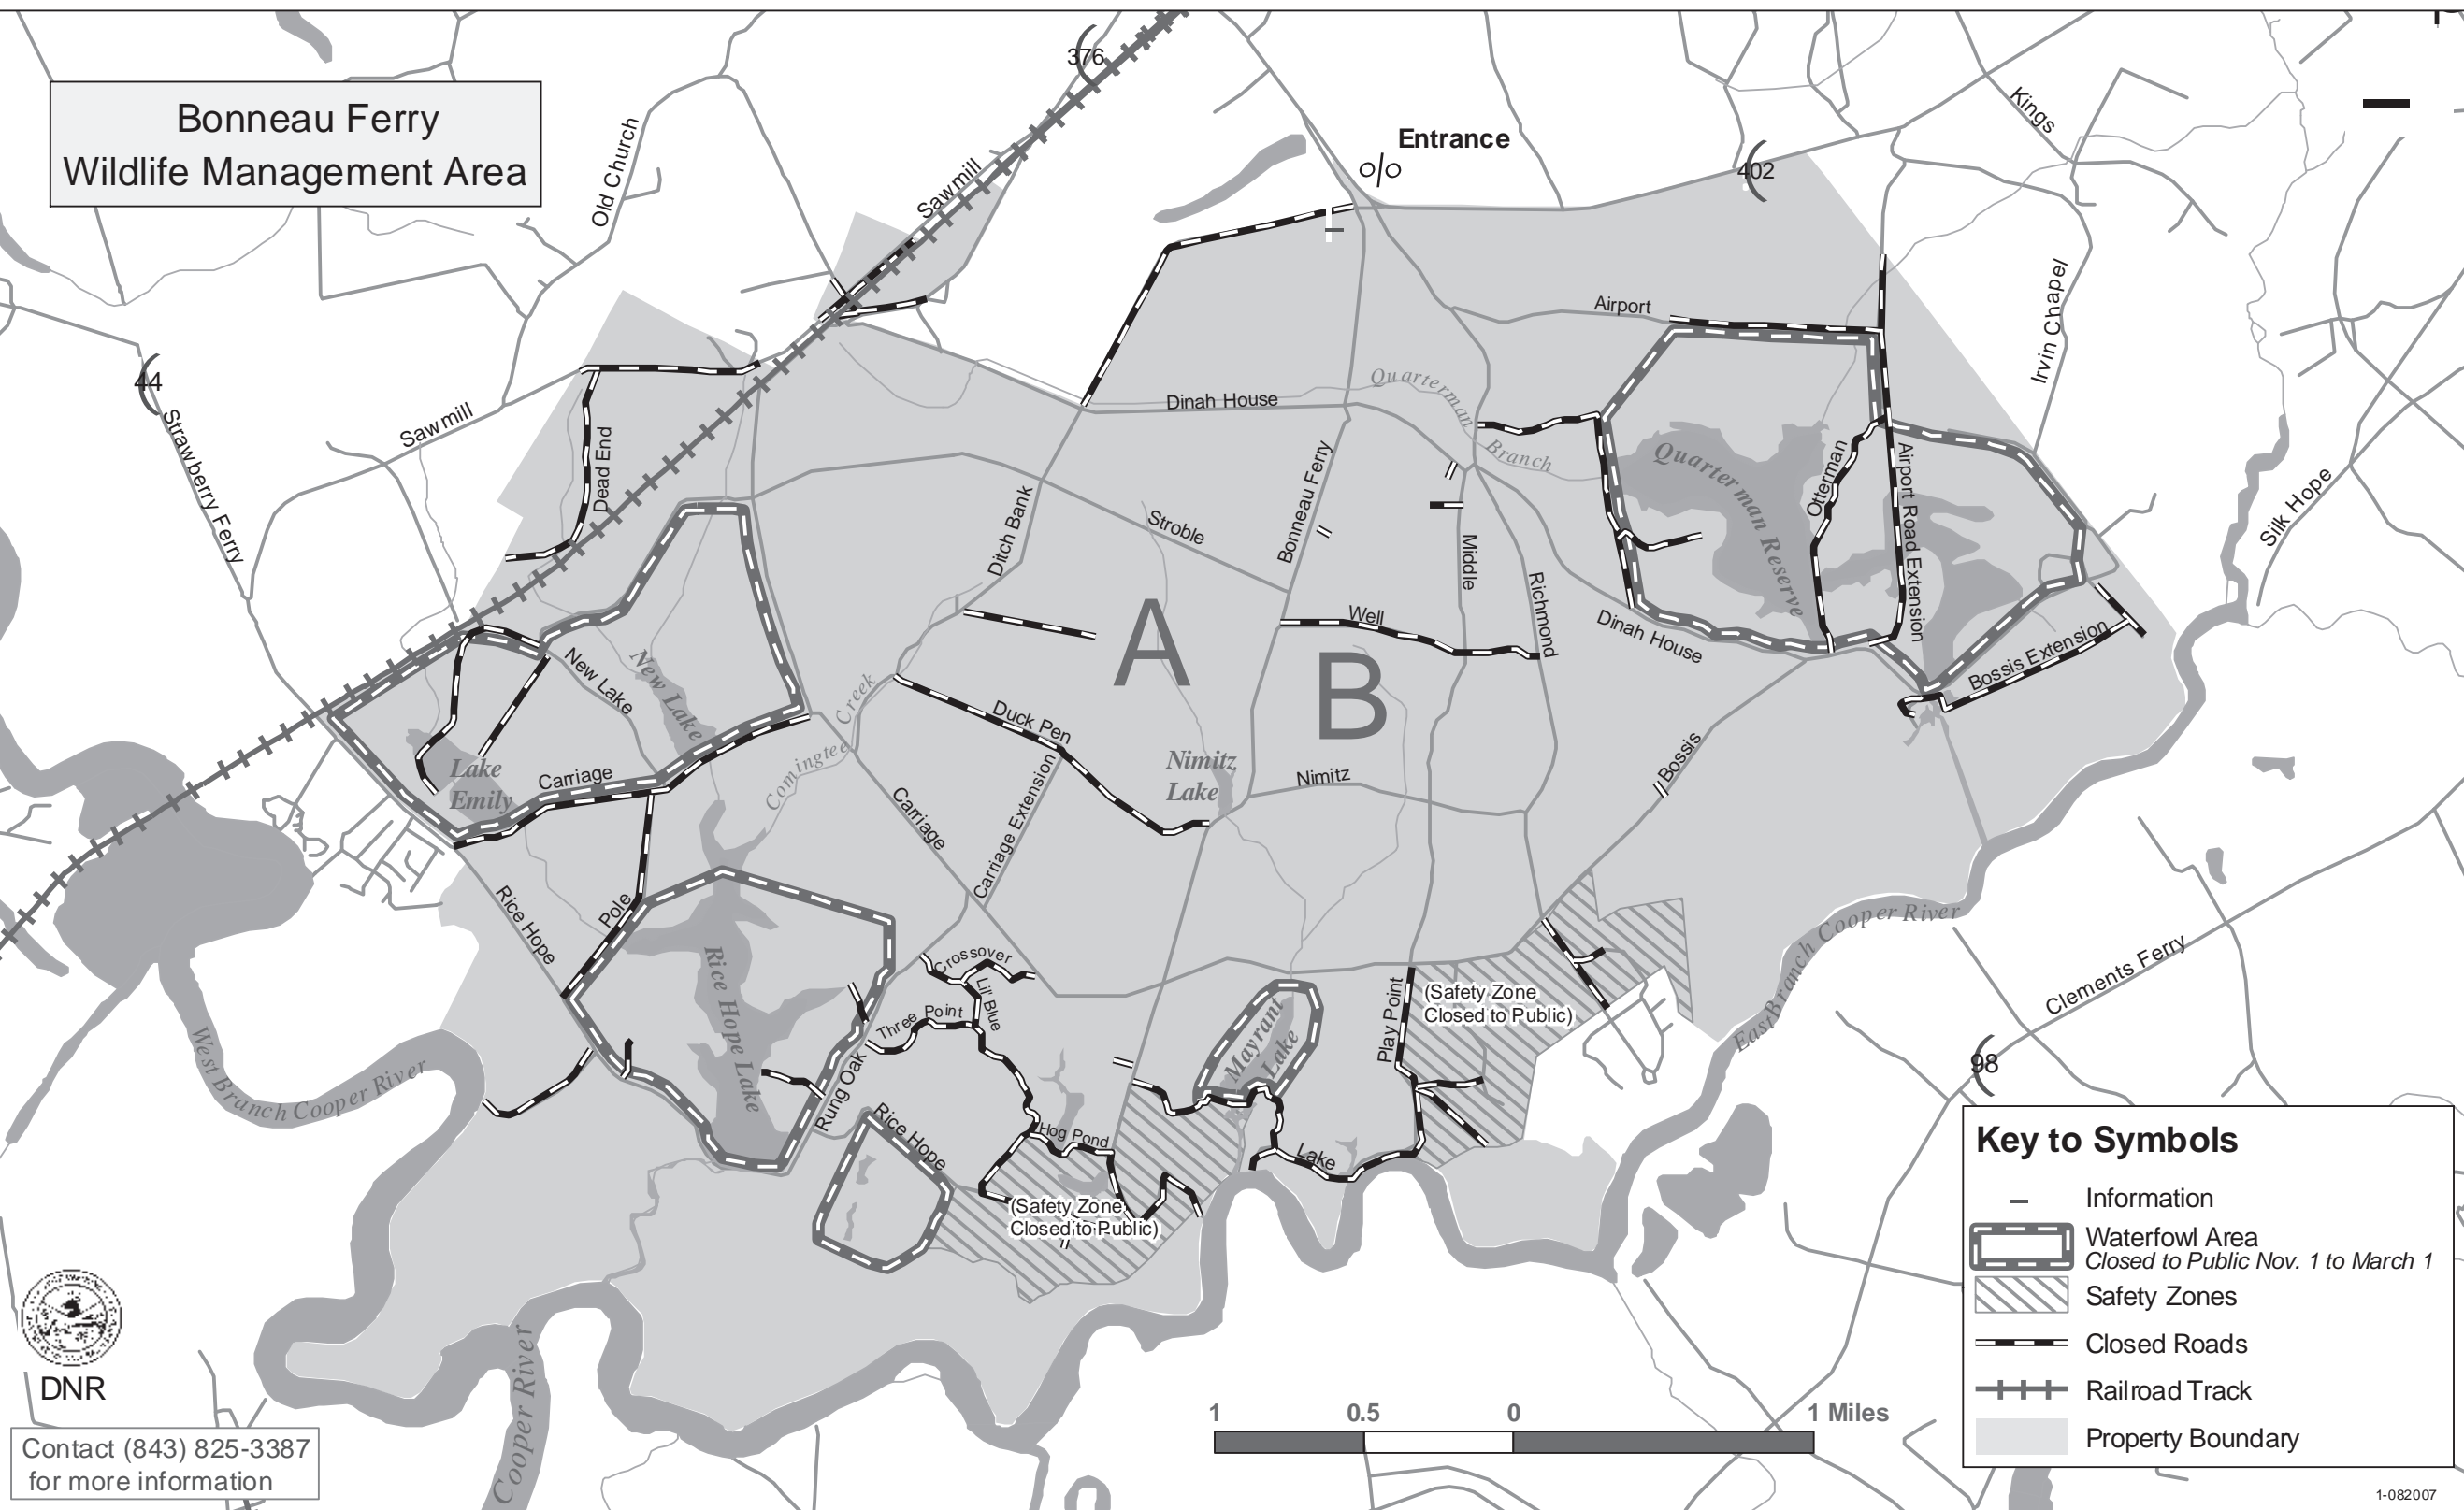 Bonneau Ferry
Wildlife Management Area
376
Entrance
402
Kings
Old Church
Sawmill
Irvin Chapel
Airport
44
Strawberry Ferry
Sawmill
Dead End
Dinah House
Quarterman
Branch
Quarterman Reserve
Otterman
Airport Road Extension
Silk Hope
Ditch Bank
Stroble
Bonneau Ferry
Middle
Richmond
Well
Dinah House
A
B
New Lake
New Lake
Comingtee Creek
Duck Pen
Bossis Extension
Bossis
Lake
Emily
Carriage
Nimitz
Lake
Nimitz
Carriage
Carriage Extension
Rice Hope
Pole
Rice Hope Lake
Crossover
Lil' Blue
Three Point
Rung Oak
Rice Hope
Hog Pond
Mayrant
Lake
Play Point
Lake
(Safety Zone
Closed to Public)
(Safety Zone
Closed to Public)
East Branch Cooper River
Clements Ferry
98
West Branch Cooper River
Cooper River
DNR
Contact (843) 825-3387
for more information
1 0.5 0 1 Miles
Key to Symbols
Information
Waterfowl Area
Closed to Public Nov. 1 to March 1
Safety Zones
Closed Roads
Railroad Track
Property Boundary
1-082007